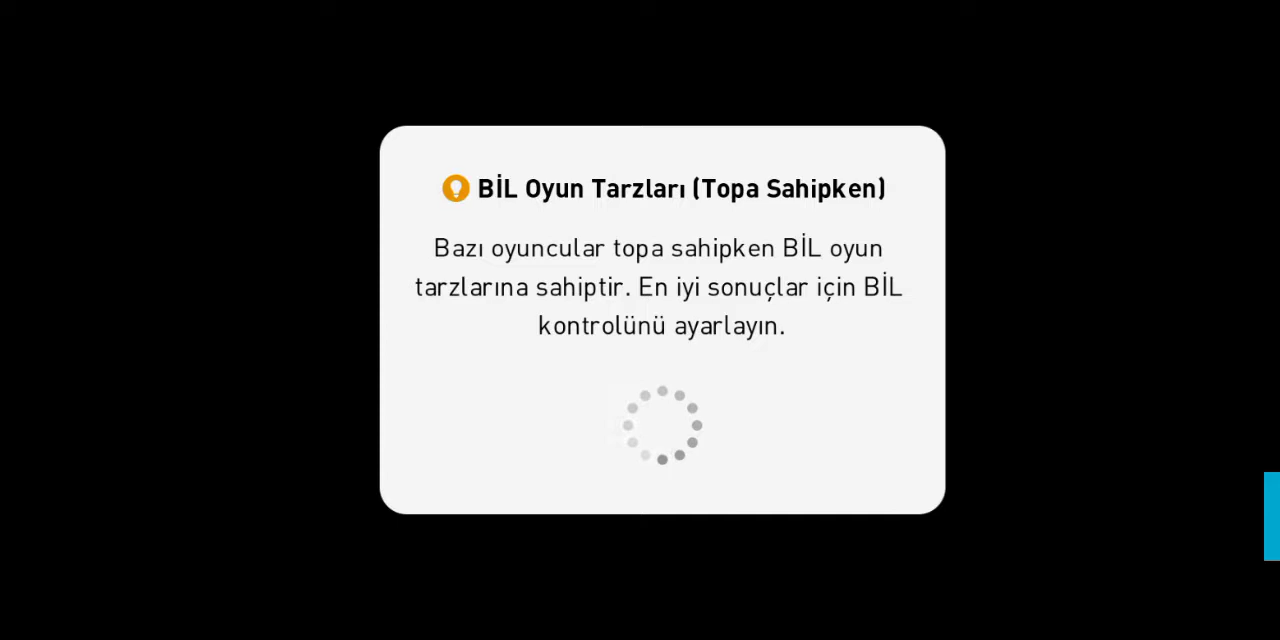 BİL Oyun Tarzları (Topa Sahipken)
Bazı oyuncular topa sahipken BİL oyun
tarzlarına sahiptir. En iyi sonuçlar için BİL
kontrolünü ayarlayın.